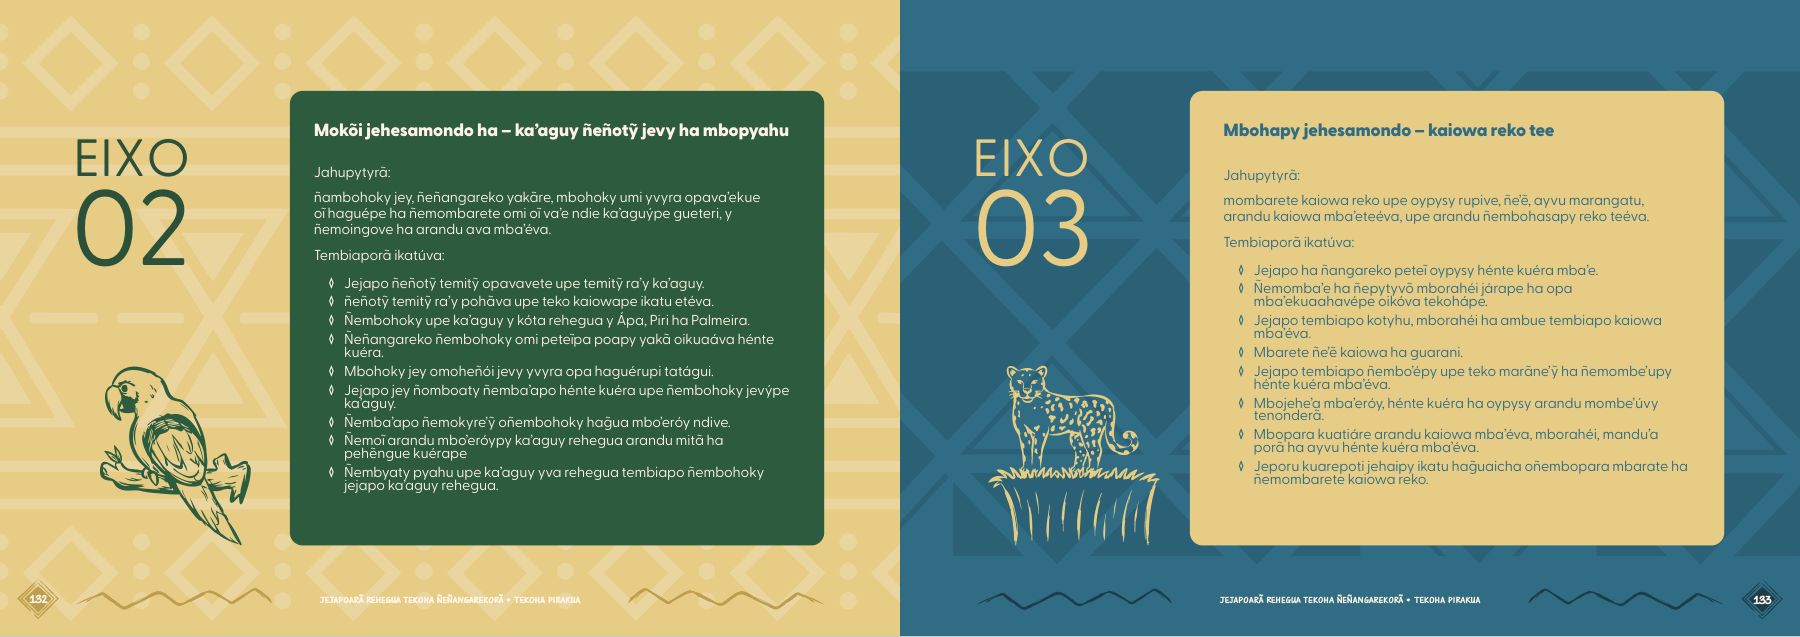 EIXO
02
Mokõi jehesamondo ha – ka’aguy ñeñotỹ jevy ha mbopyahu
Jahupytyrã:
ñambohoky jey, ñeñangareko yakãre, mbohoky umi yvyra opava’ekue
oĩ haguépe ha ñemombarete omi oĩ va’e ndie ka’aguýpe gueteri, y
ñemoingove ha arandu ava mba’éva.
Tembiaporã ikatúva:
◊ Jejapo ñeñotỹ temitỹ opavavete upe temitỹ ra’y ka’aguy.
◊ ñeñotỹ temitỹ ra’y pohãva upe teko kaiowape ikatu etéva.
◊ Ñembohoky upe ka’aguy y kóta rehegua y Ápa, Piri ha Palmeira.
◊ Ñeñangareko ñembohoky omi peteĩpa poapy yakã oikuaáva hénte
kuéra.
◊ Mbohoky jey omoheñói jevy yvyra opa haguérupi tatágui.
◊ Jejapo jey ñomboaty ñemba’apo hénte kuéra upe ñembohoky jevýpe
ka’aguy.
◊ Ñemba’apo ñemokyre’ỹ oñembohoky hag̃ua mbo’eróy ndive.
◊ Ñemoĩ arandu mbo’eróypy ka’aguy rehegua arandu mitã ha
pehẽngue kuérape
◊ Ñembyaty pyahu upe ka’aguy yva rehegua tembiapo ñembohoky
jejapo ka’aguy rehegua.
132
JEJAPOARÃ REHEGUA TEKOHA ÑEÑANGAREKORÃ • TEKOHA PIRAKUA
EIXO
03
Mbohapy jehesamondo – kaiowa reko tee
Jahupytyrã:
mombarete kaiowa reko upe oypysy rupive, ñe’ẽ, ayvu marangatu,
arandu kaiowa mba’eteéva, upe arandu ñembohasapy reko teéva.
Tembiaporã ikatúva:
◊ Jejapo ha ñangareko peteĩ oypysy hénte kuéra mba’e.
◊ Ñemomba’e ha ñepytyvõ mborahéi járape ha opa
mba’ekuaahavépe oikóva tekohápe.
◊ Jejapo tembiapo kotyhu, mborahéi ha ambue tembiapo kaiowa
mba’éva.
◊ Mbarete ñe’ẽ kaiowa ha guarani.
◊ Jejapo tembiapo ñembo’épy upe teko marãne’ỹ ha ñemombe’upy
hénte kuéra mba’éva.
◊ Mbojehe’a mba’eróy, hénte kuéra ha oypysy arandu mombe’úvy
tenonderã.
◊ Mbopara kuatiáre arandu kaiowa mba’éva, mborahéi, mandu’a
porã ha ayvu hénte kuéra mba’éva.
◊ Jeporu kuarepoti jehaipy ikatu hag̃uaicha oñembopara mbarate ha
ñemombarete kaiowa reko.
JEJAPOARÃ REHEGUA TEKOHA ÑEÑANGAREKORÃ • TEKOHA PIRAKUA
133